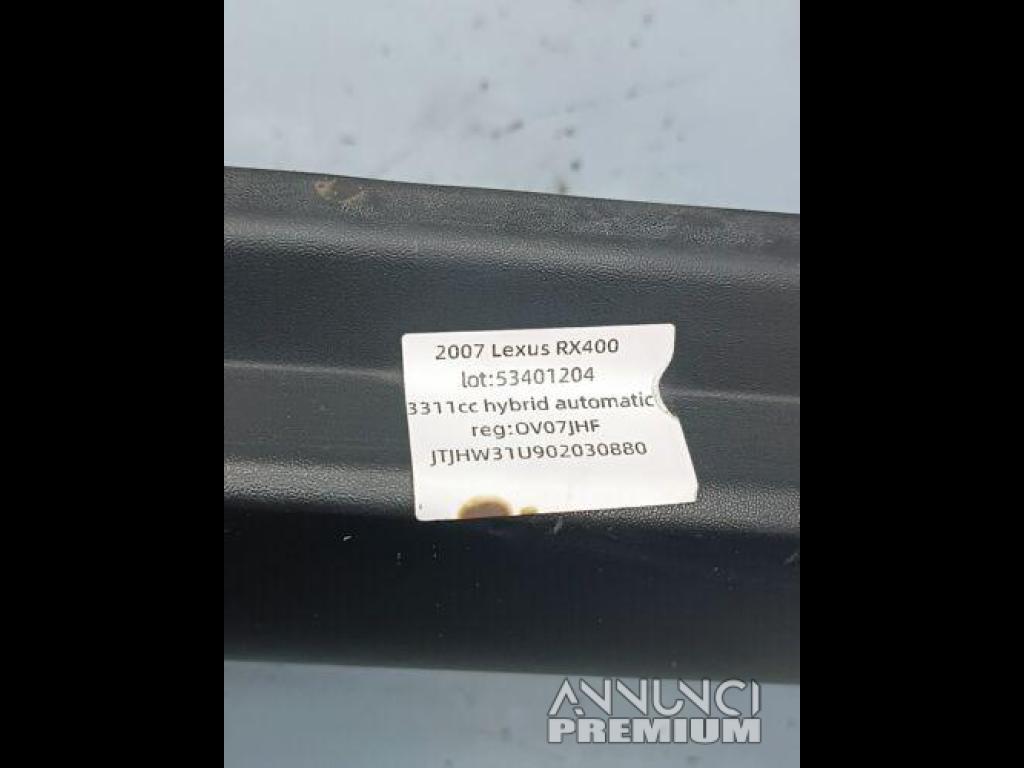 2007 Lexus RX400
lot:53401204
3311cc hybrid automatic
reg:OV07JHF
JTJHW31U902030880
ANNUNCI
PREMIUM